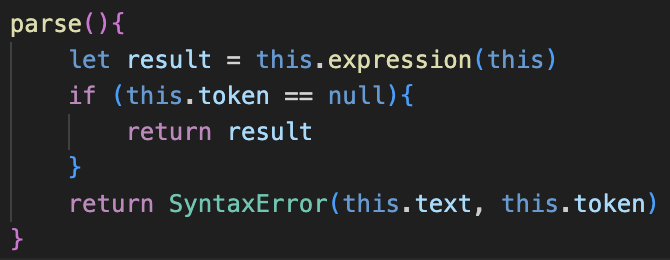 parse(){
    let result = this.expression(this)
    if (this.token == null){
        return result
    }
    return SyntaxError(this.text, this.token)
}